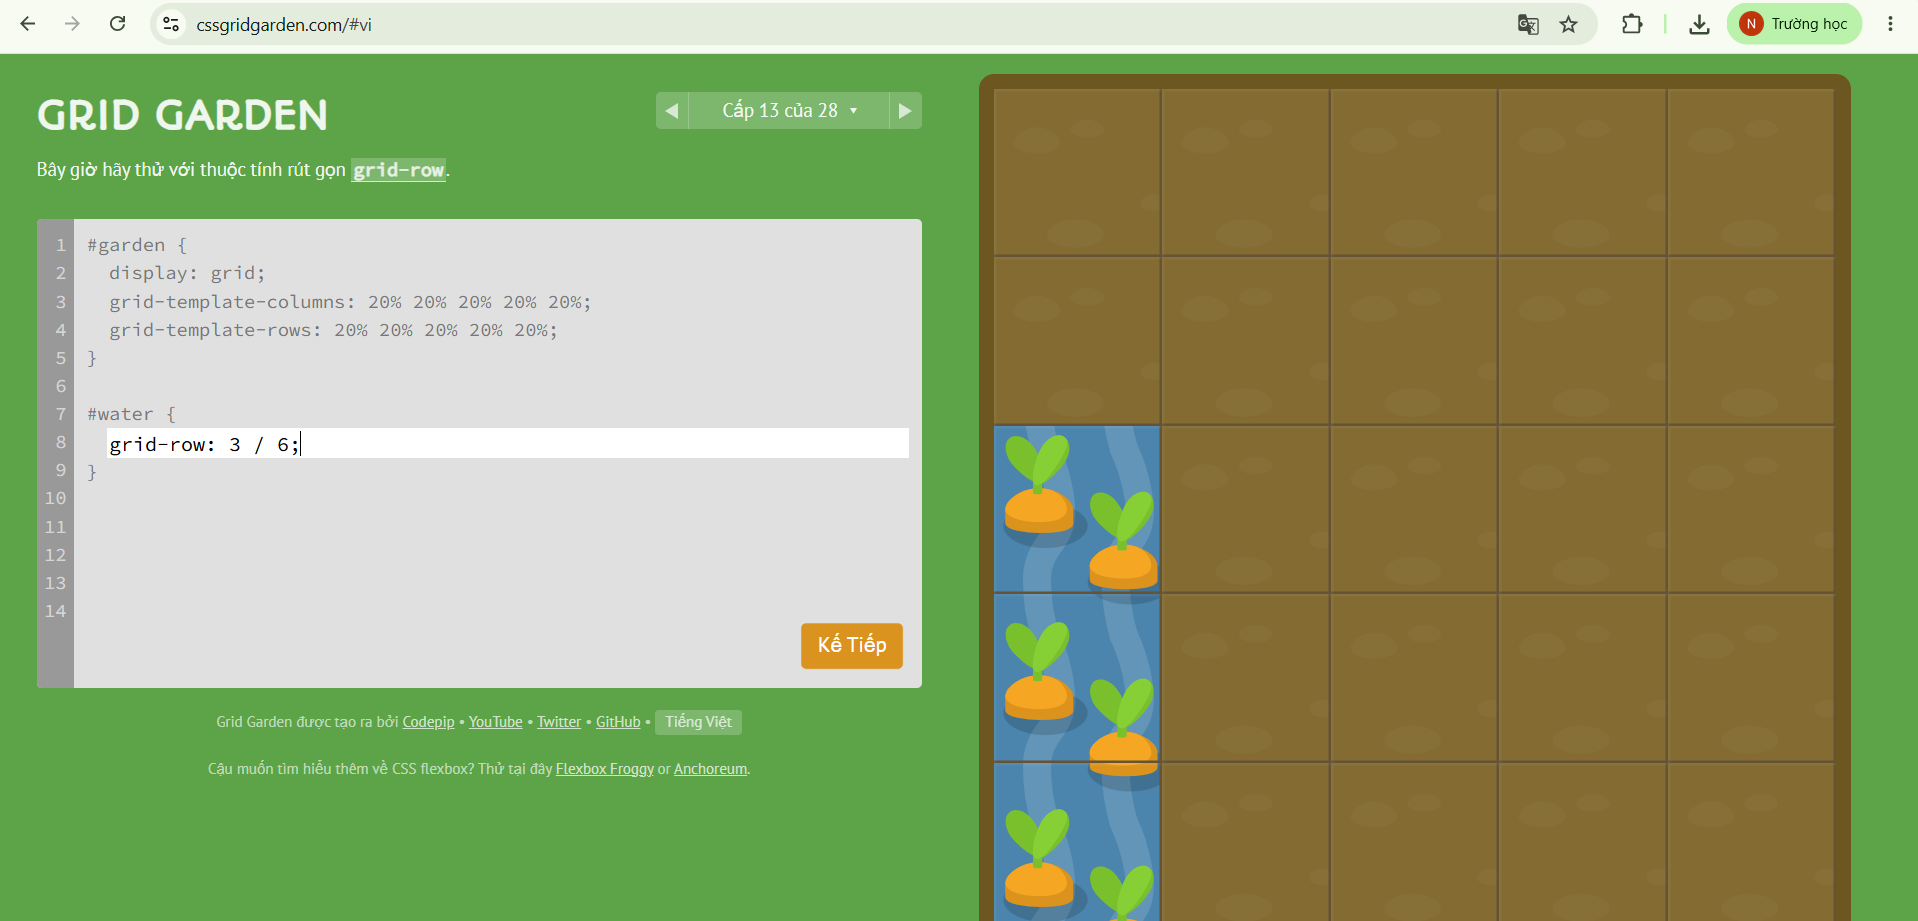 cssgridgarden.com/#vi
N Trường học
GRID GARDEN
Cấp 13 của 28
Bây giờ hãy thử với thuộc tính rút gọn grid-row.
1 #garden {
2 display: grid;
3 grid-template-columns: 20% 20% 20% 20% 20%;
4 grid-template-rows: 20% 20% 20% 20% 20%;
5 }
6
7 #water {
8 grid-row: 3 / 6;
9 }
10
11
12
13
14
Kế Tiếp
Grid Garden được tạo ra bởi Codepip • YouTube • Twitter • GitHub • Tiếng Việt
Cậu muốn tìm hiểu thêm về CSS flexbox? Thử tại đây Flexbox Froggy or Anchoreum.